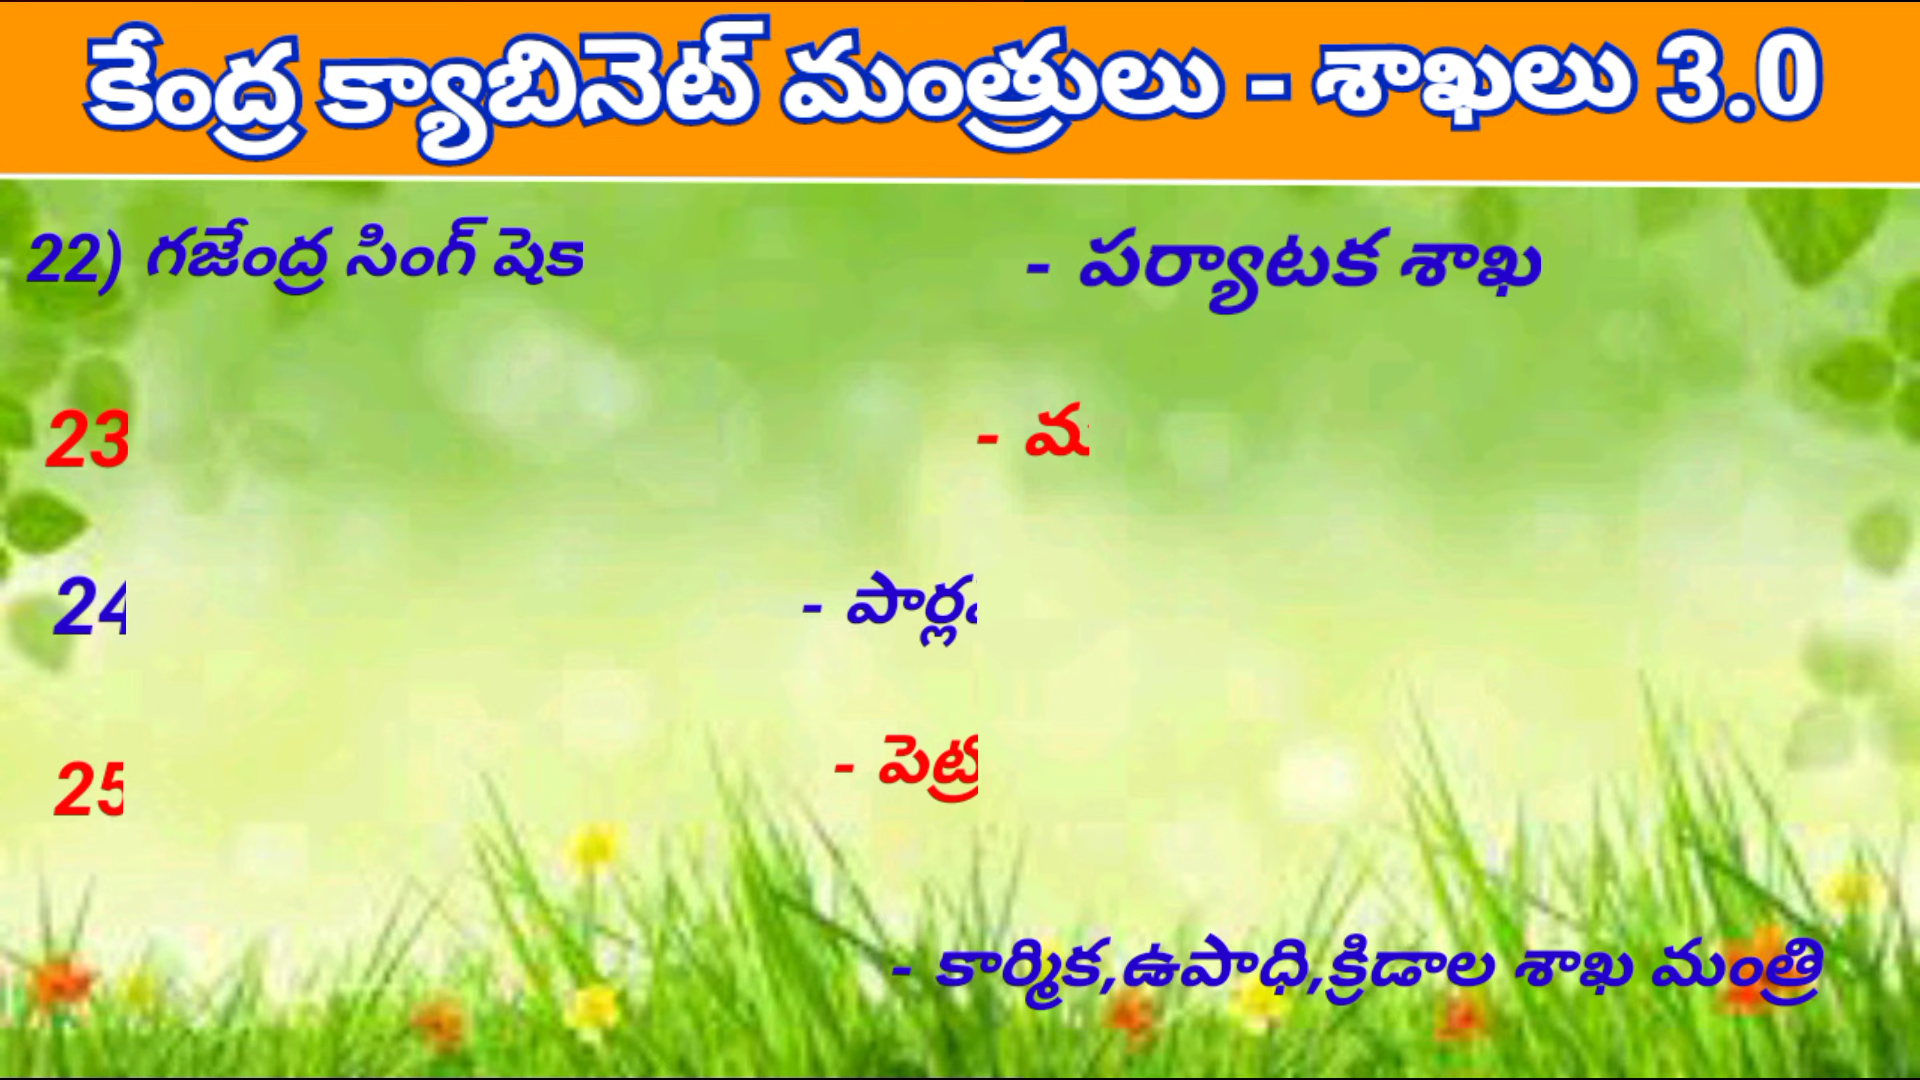 కేంద్ర క్యాబినెట్ మంత్రులు - శాఖలు 3.0
22) గజేంద్ర సింగ్ షెక - పర్యాటక శాఖ
23 -
24 -
25 -
- కార్మిక,ఉపాధి,క్రిడాల శాఖ మంత్రి